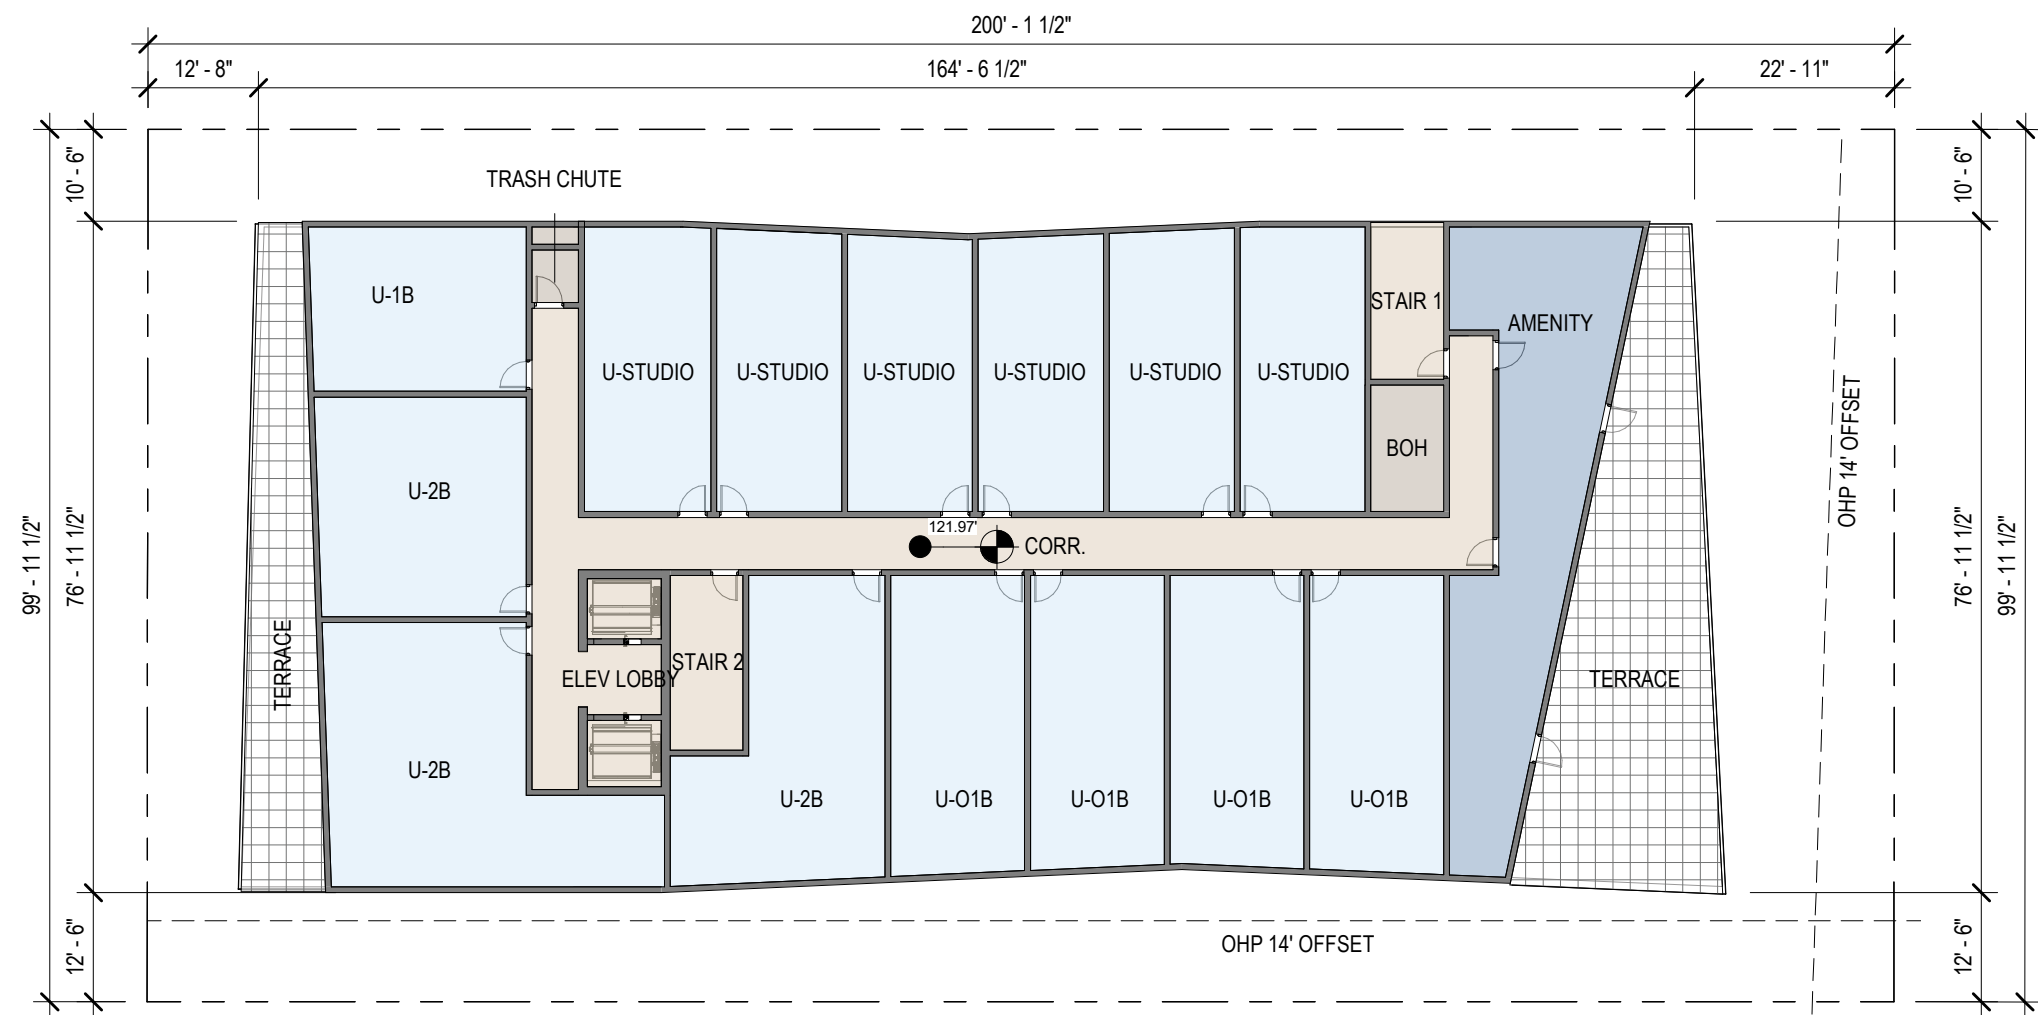 200' - 1 1/2"
12' - 8"
164' - 6 1/2"
22' - 11"
10' - 6"
10' - 6"
TRASH CHUTE
U-1B
STAIR 1
AMENITY
U-STUDIO
U-STUDIO
U-STUDIO
U-STUDIO
U-STUDIO
U-STUDIO
OHP 14' OFFSET
BOH
U-2B
121.97'
CORR.
99' - 11 1/2"
76' - 11 1/2"
76' - 11 1/2"
99' - 11 1/2"
TERRACE
STAIR 2
ELEV LOBBY
TERRACE
U-2B
U-2B
U-O1B
U-O1B
U-O1B
U-O1B
12' - 6"
OHP 14' OFFSET
12' - 6"